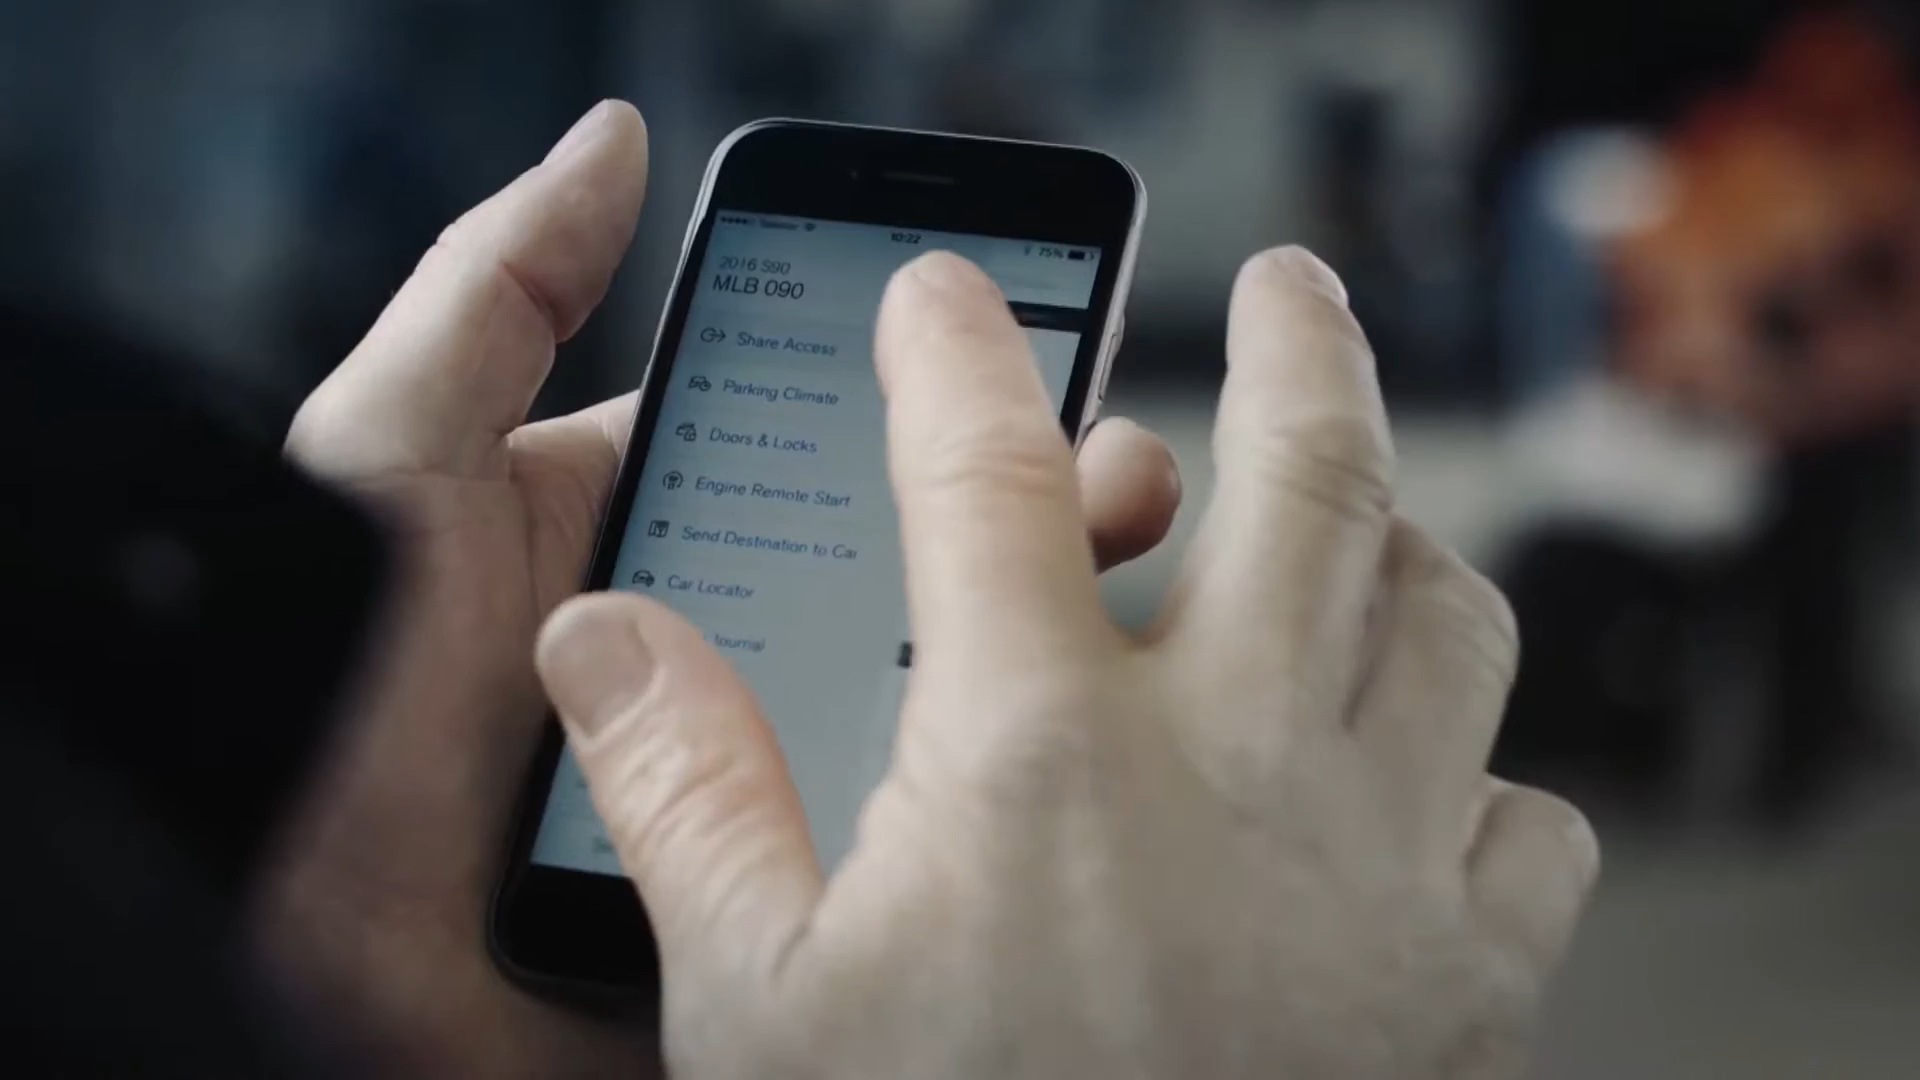 10:22
75%
2016 S90
MLB 090
Share Access
Parking Climate
Doors & Locks
Engine Remote Start
Send Destination to Car
Car Locator
Journal